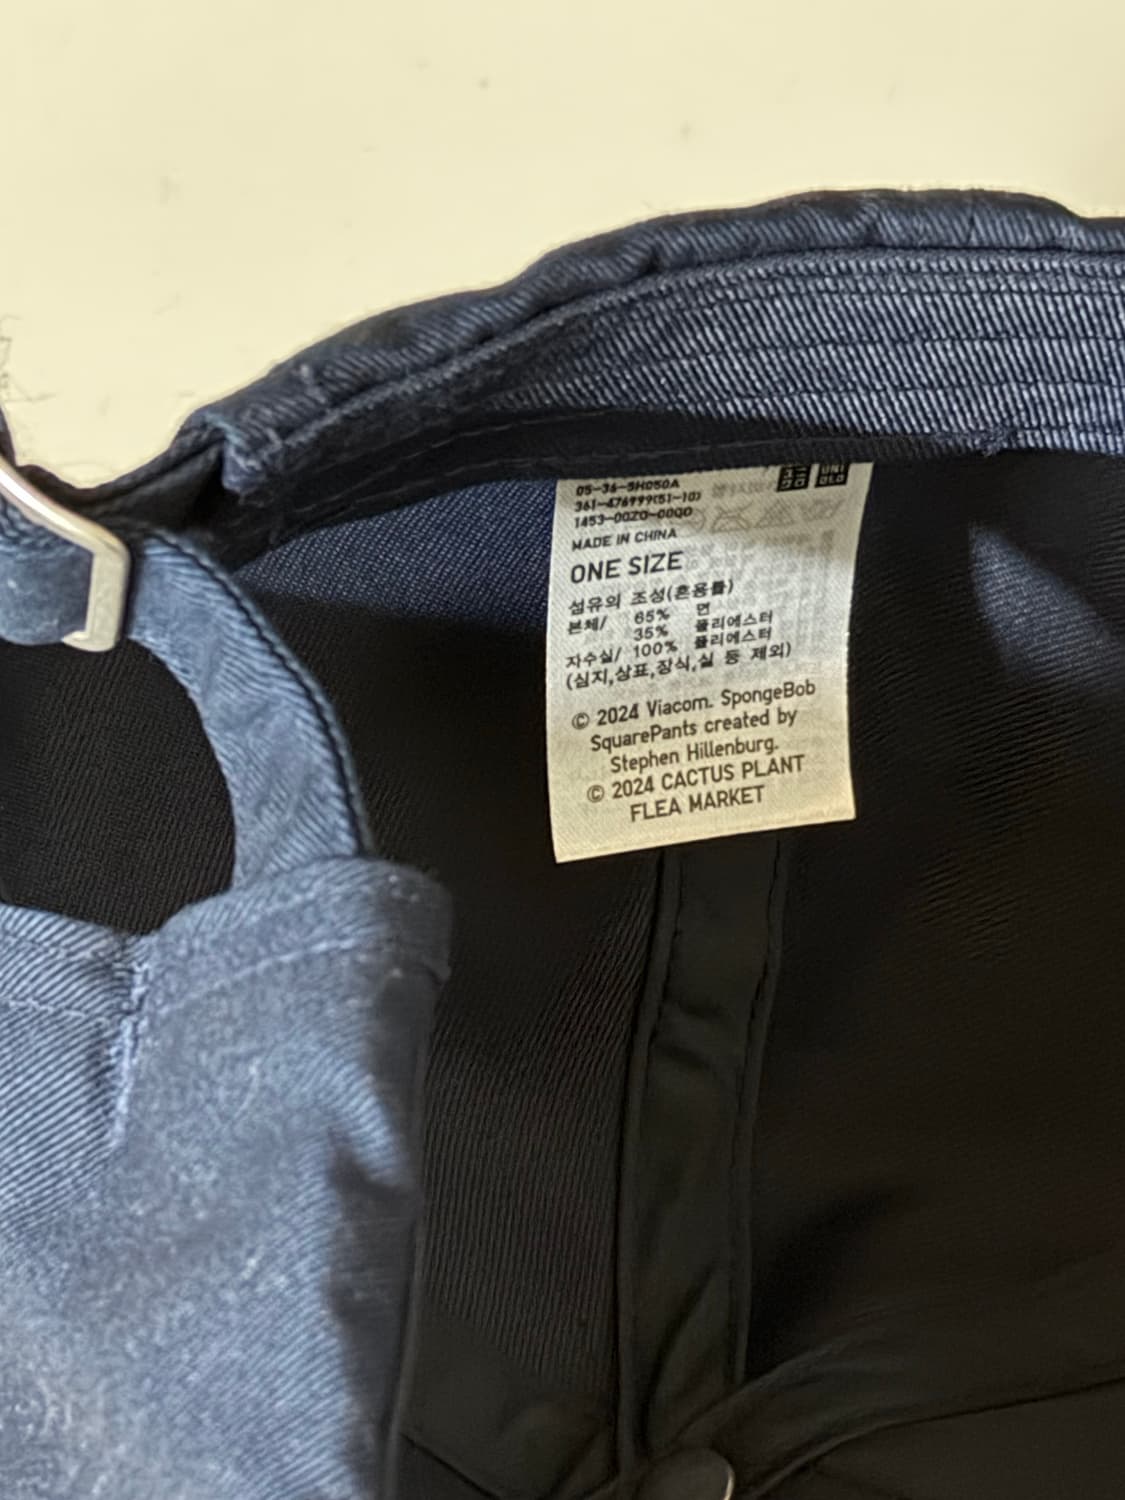 05-36-5H050A
361-476999(51-10)
1453-00Z0-00Q0
MADE IN CHINA
ONE SIZE
섬유의 조성(혼용률)
본체/ 65% 면
35% 폴리에스터
자수실/ 100% 폴리에스터
(심지,상표,장식,실 등 제외)
© 2024 Viacom. SpongeBob
SquarePants created by
Stephen Hillenburg.
© 2024 CACTUS PLANT
FLEA MARKET